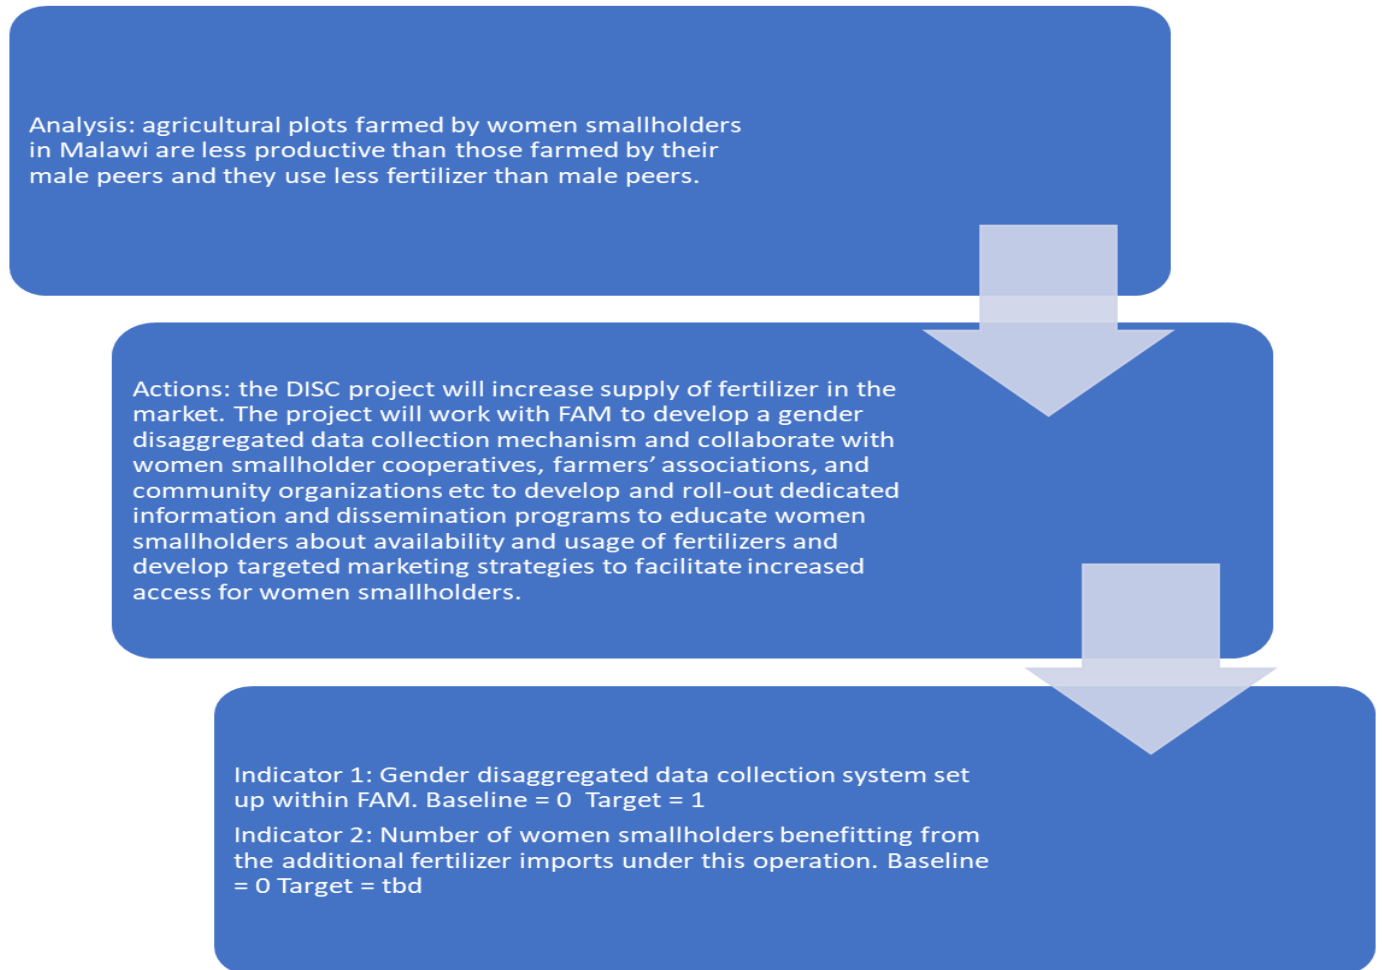 Analysis: agricultural plots farmed by women smallholders
in Malawi are less productive than those farmed by their
male peers and they use less fertilizer than male peers.
Actions: the DISC project will increase supply of fertilizer in the
market. The project will work with FAM to develop a gender
disaggregated data collection mechanism and collaborate with
women smallholder cooperatives, farmers’ associations, and
community organizations etc to develop and roll-out dedicated
information and dissemination programs to educate women
smallholders about availability and usage of fertilizers and
develop targeted marketing strategies to facilitate increased
access for women smallholders.
Indicator 1: Gender disaggregated data collection system set
up within FAM. Baseline = 0  Target = 1
Indicator 2: Number of women smallholders benefitting from
the additional fertilizer imports under this operation. Baseline
= 0 Target = tbd